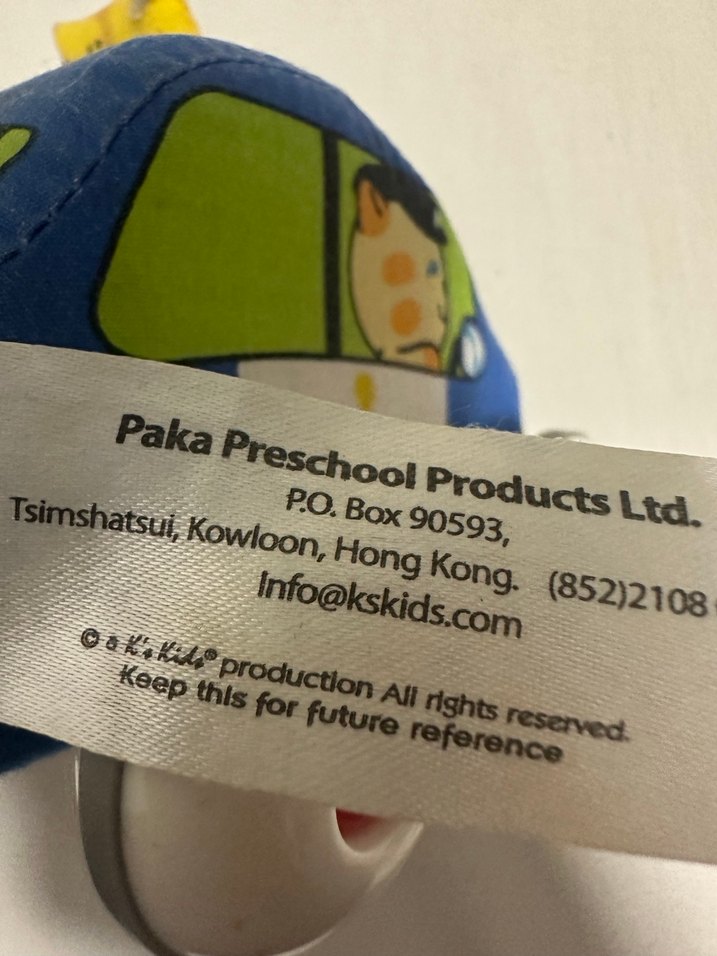 Paka Preschool Products Ltd.
P.O. Box 90593,
Tsimshatsui, Kowloon, Hong Kong. (852)2108
Info@kskids.com
© a K's Kids® production All rights reserved.
Keep this for future reference